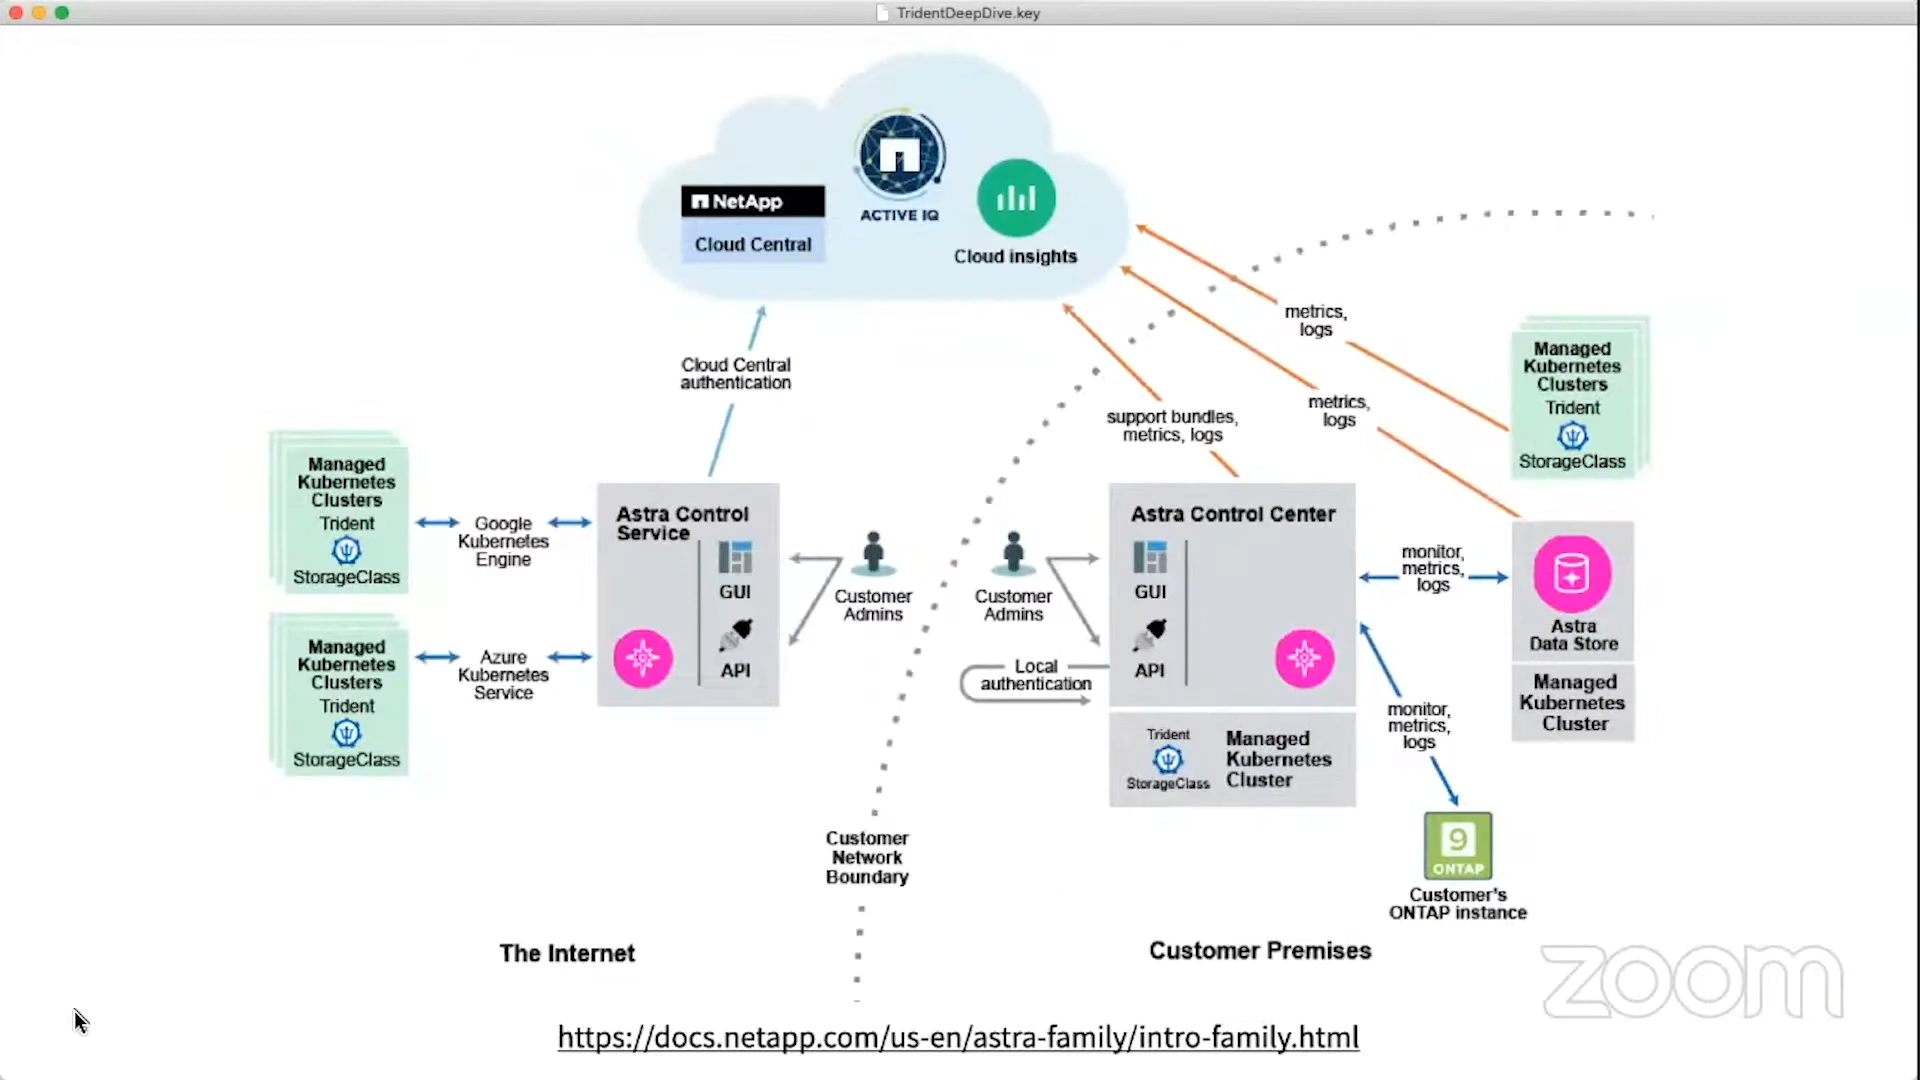 TridentDeepDive.key
NetApp
Cloud Central
ACTIVE IQ
Cloud insights
Cloud Central
authentication
metrics,
logs
metrics,
logs
support bundles,
metrics, logs
Managed
Kubernetes
Clusters
Trident
StorageClass
Managed
Kubernetes
Clusters
Trident
StorageClass
Google
Kubernetes
Engine
Managed
Kubernetes
Clusters
Trident
StorageClass
Azure
Kubernetes
Service
Astra Control
Service
GUI
API
Customer
Admins
Customer
Admins
Local
authentication
Astra Control Center
GUI
API
Trident
StorageClass
Managed
Kubernetes
Cluster
monitor,
metrics,
logs
Astra
Data Store
Managed
Kubernetes
Cluster
monitor,
metrics,
logs
9
ONTAP
Customer's
ONTAP instance
Customer
Network
Boundary
The Internet
Customer Premises
zoom
https://docs.netapp.com/us-en/astra-family/intro-family.html